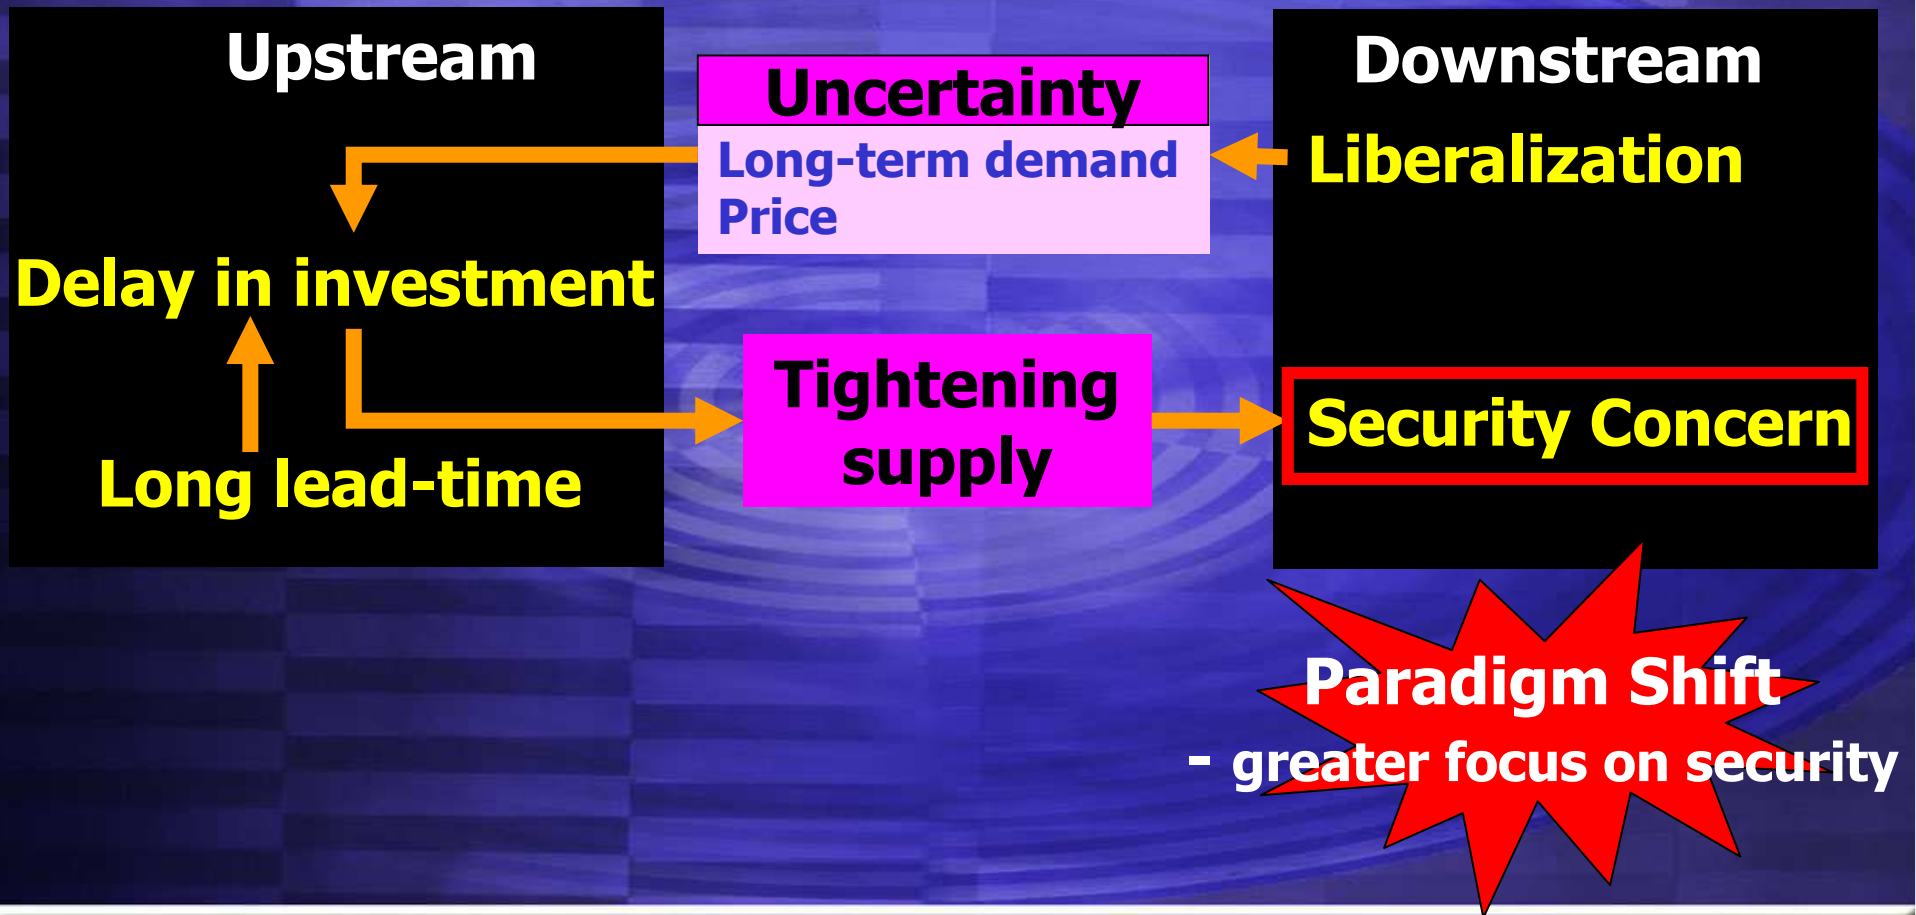 Upstream
Delay in investment
Long lead-time
Uncertainty
Long-term demand
Price
Tightening
supply
Downstream
Liberalization
Security Concern
Paradigm Shift
- greater focus on security